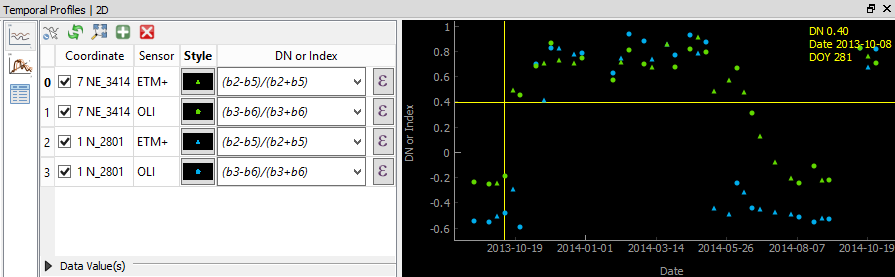 Temporal Profiles | 2D
Coordinate Sensor Style DN or Index
0 7 NE_3414 ETM+ (b2-b5)/(b2+b5) ε
1 7 NE_3414 OLI (b3-b6)/(b3+b6) ε
2 1 N_2801 ETM+ (b2-b5)/(b2+b5) ε
3 1 N_2801 OLI (b3-b6)/(b3+b6) ε
Data Value(s)
DN 0.40
Date 2013-10-08
DOY 281
DN or Index
1
0.8
0.6
0.4
0.2
0
-0.2
-0.4
-0.6
2013-10-19 2014-01-01 2014-03-14 2014-05-26 2014-08-07 2014-10-19
Date